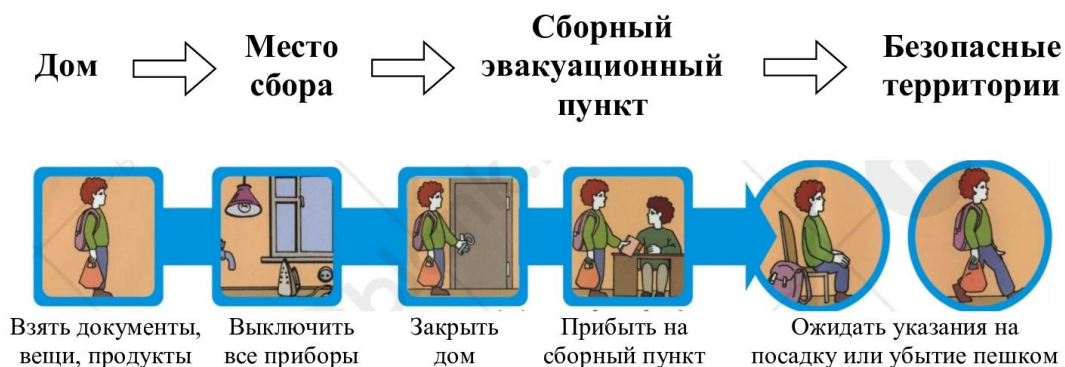 Дом
Место
сбора
Сборный
эвакуационный
пункт
Безопасные
территории
Взять документы,
вещи, продукты
Выключить
все приборы
Закрыть
дом
Прибыть на
сборный пункт
Ожидать указания на
посадку или убытие пешком